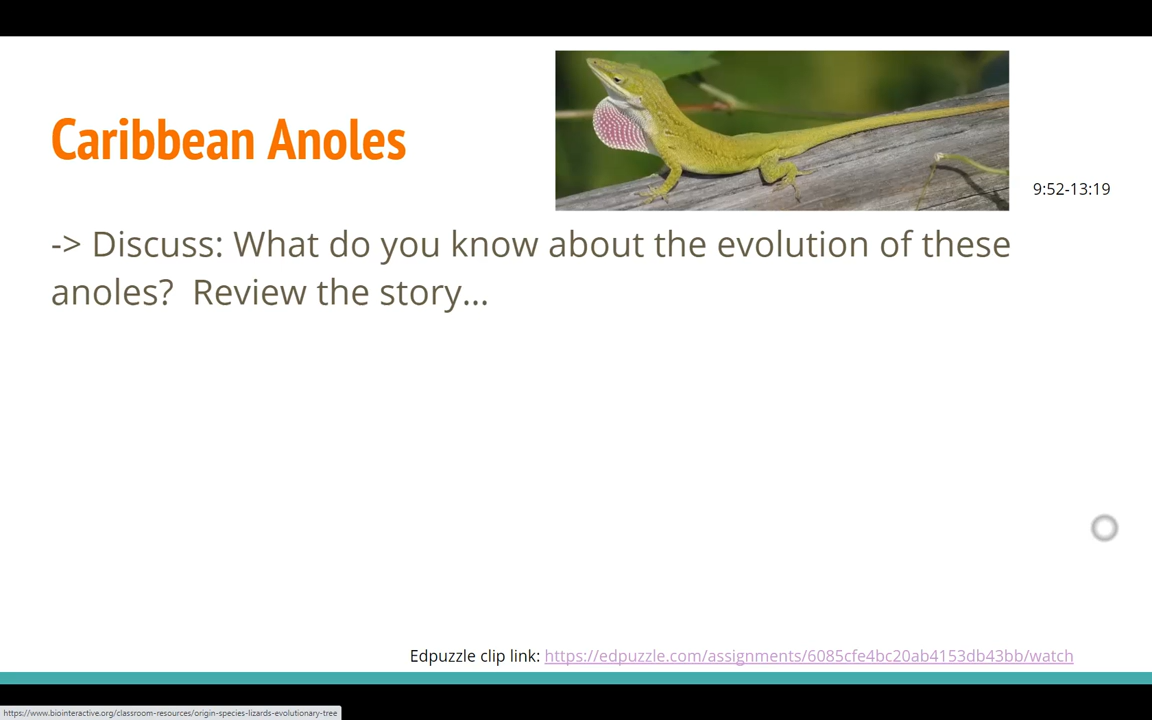 Caribbean Anoles
9:52-13:19
-> Discuss: What do you know about the evolution of these
anoles?  Review the story...
Edpuzzle clip link: https://edpuzzle.com/assignments/6085cfe4bc20ab4153db43bb/watch
https://www.biointeractive.org/classroom-resources/origin-species-lizards-evolutionary-tree